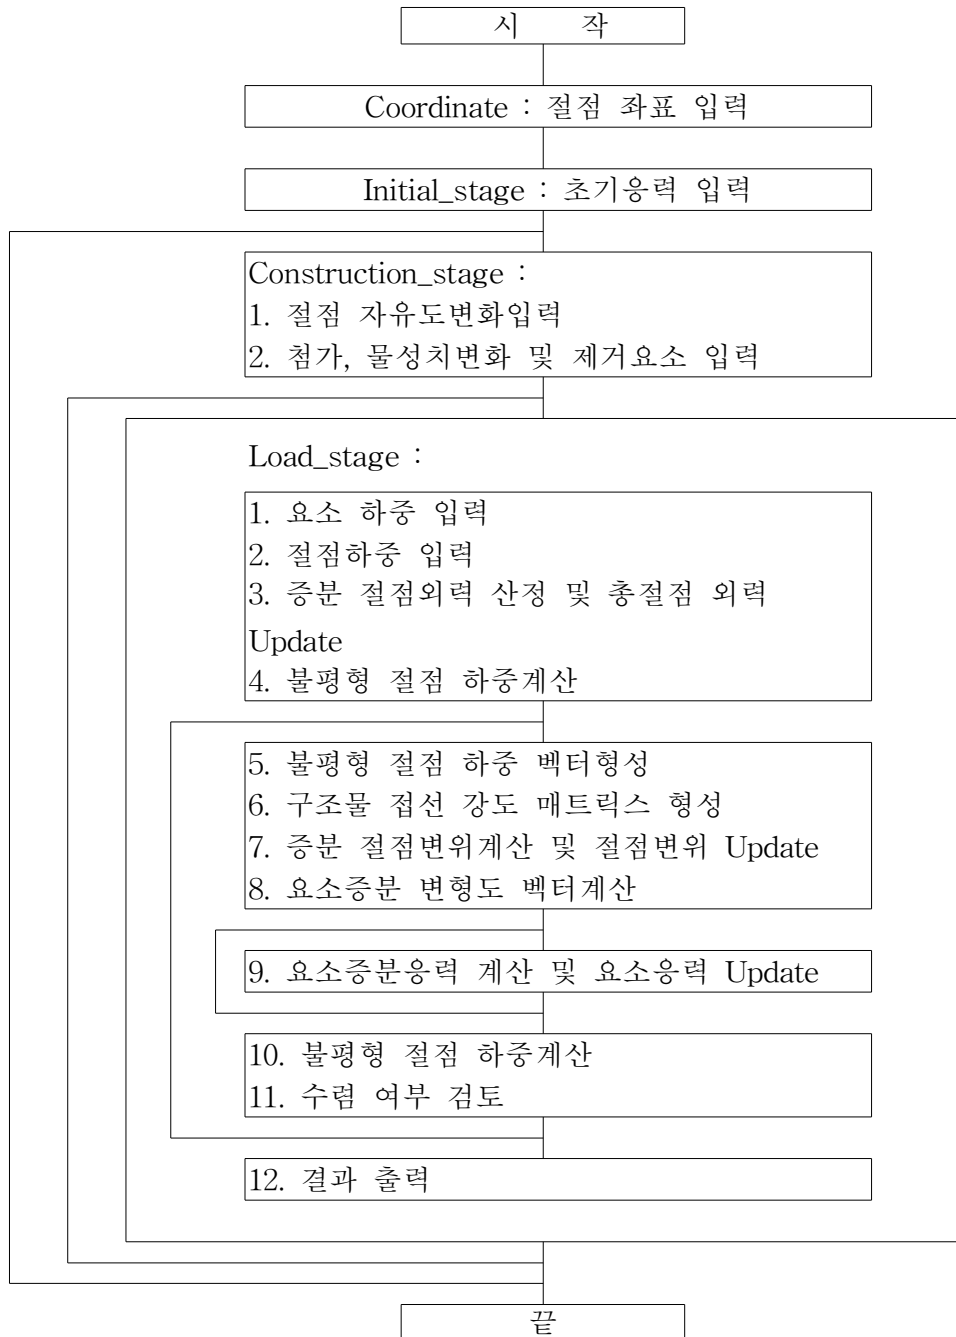 시 작
Coordinate : 절점 좌표 입력
Initial_stage : 초기응력 입력
Construction_stage :
1. 절점 자유도변화입력
2. 첨가, 물성치변화 및 제거요소 입력
Load_stage :
1. 요소 하중 입력
2. 절점하중 입력
3. 증분 절점외력 산정 및 총절점 외력
Update
4. 불평형 절점 하중계산
5. 불평형 절점 하중 벡터형성
6. 구조물 접선 강도 매트릭스 형성
7. 증분 절점변위계산 및 절점변위 Update
8. 요소증분 변형도 벡터계산
9. 요소증분응력 계산 및 요소응력 Update
10. 불평형 절점 하중계산
11. 수렴 여부 검토
12. 결과 출력
끝